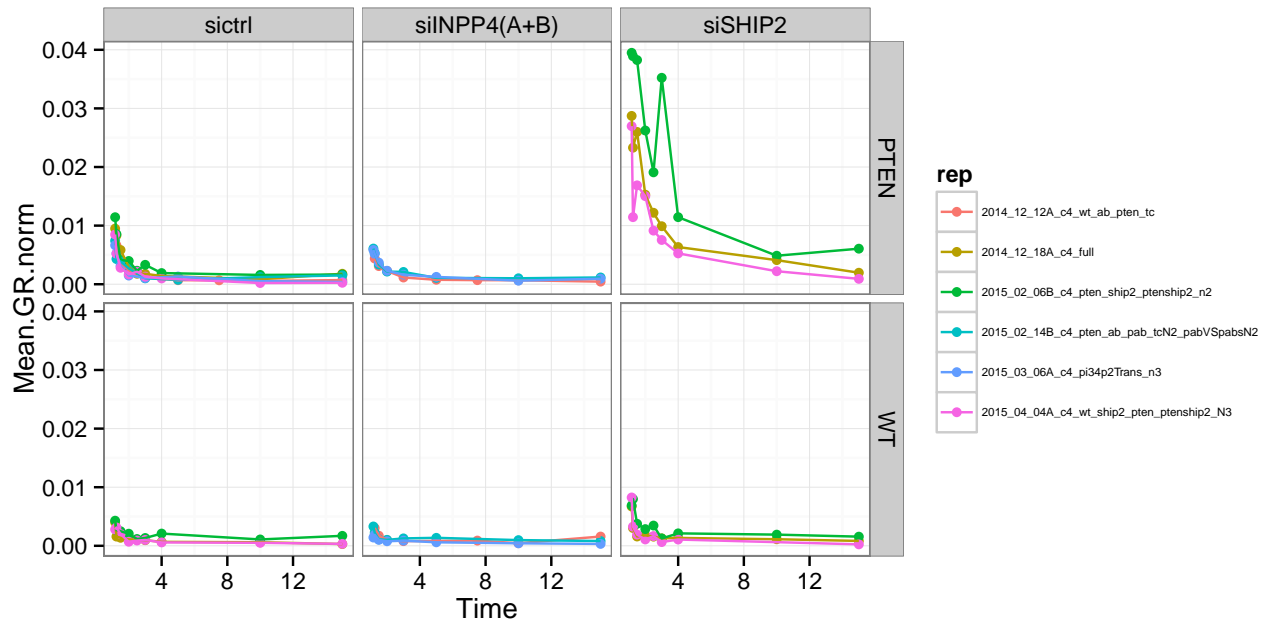 sictrl
siINPP4(A+B)
siSHIP2
Mean.GR.norm
0.04
0.03
0.02
0.01
0.00
PTEN
0.04
0.03
0.02
0.01
0.00
WT
4
8
12
4
8
12
4
8
12
Time
rep
2014_12_12A_c4_wt_ab_pten_tc
2014_12_18A_c4_full
2015_02_06B_c4_pten_ship2_ptenship2_n2
2015_02_14B_c4_pten_ab_pab_tcN2_pabVSpabsN2
2015_03_06A_c4_pi34p2Trans_n3
2015_04_04A_c4_wt_ship2_pten_ptenship2_N3